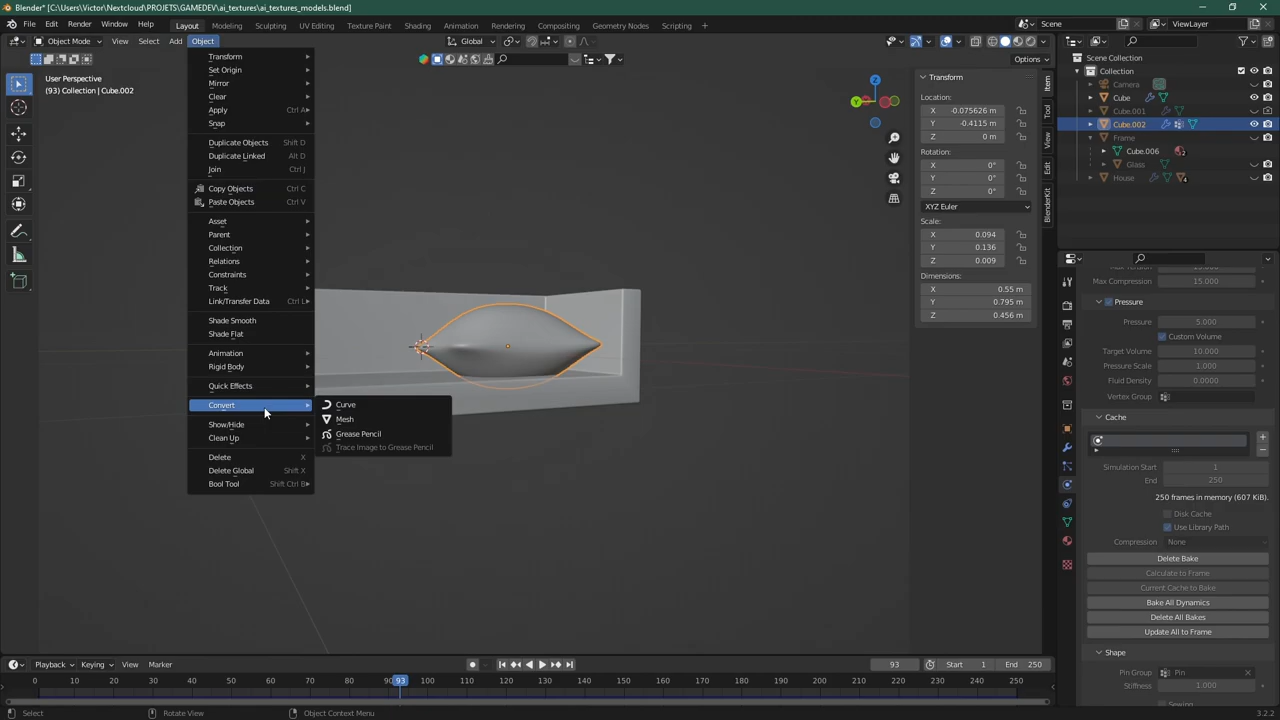 Blender* [C:\Users\Victor\Nextcloud\PROJETS\GAMEDEV\ai_textures\ai_textures_models.blend]
File Edit Render Window Help Layout Modeling Sculpting UV Editing Texture Paint Shading Animation Rendering Compositing Geometry Nodes Scripting + Scene ViewLayer
Object Mode View Select Add Object Global
Options
User Perspective
(93) Collection | Cube.002
Transform
Set Origin
Mirror
Clear
Apply Ctrl A
Snap
Duplicate Objects Shift D
Duplicate Linked Alt D
Join Ctrl J
Copy Objects Ctrl C
Paste Objects Ctrl V
Asset
Parent
Collection
Relations
Constraints
Track
Link/Transfer Data Ctrl L
Shade Smooth
Shade Flat
Animation
Rigid Body
Quick Effects
Convert
Show/Hide
Clean Up
Delete X
Delete Global Shift X
Bool Tool Shift Ctrl B
Curve
Mesh
Grease Pencil
Trace Image to Grease Pencil
Z
Y
Transform
Location:
X -0.075626 m
Y -0.4115 m
Z 0 m
Rotation:
X 0°
Y 0°
Z 0°
XYZ Euler
Scale:
X 0.094
Y 0.136
Z 0.009
Dimensions:
X 0.55 m
Y 0.795 m
Z 0.456 m
Item
Tool
View
Edit
BlenderKit
Scene Collection
Collection
Camera
Cube
Cube.001
Cube.002
Frame
Cube.006 2
Glass
House 4
Max Compression 15.000
Pressure
Pressure 5.000
Custom Volume
Target Volume 10.000
Pressure Scale 1.000
Fluid Density 0.0000
Vertex Group
Cache
Simulation Start 1
End 250
250 frames in memory (607 KiB).
Disk Cache
Use Library Path
Compression None
Delete Bake
Calculate to Frame
Current Cache to Bake
Bake All Dynamics
Delete All Bakes
Update All to Frame
Shape
Pin Group Pin
Stiffness 1.000
Playback Keying View Marker 93 Start 1 End 250
0 10 20 30 40 50 60 70 80 90 93 100 110 120 130 140 150 160 170 180 190 200 210 220 230 240 250
Select Rotate View Object Context Menu 3.2.2